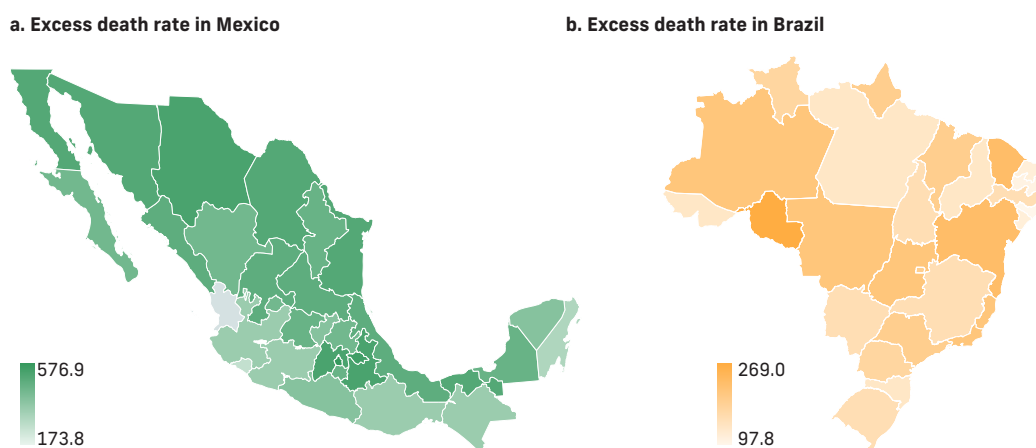 a. Excess death rate in Mexico
b. Excess death rate in Brazil
576.9
173.8
269.0
97.8